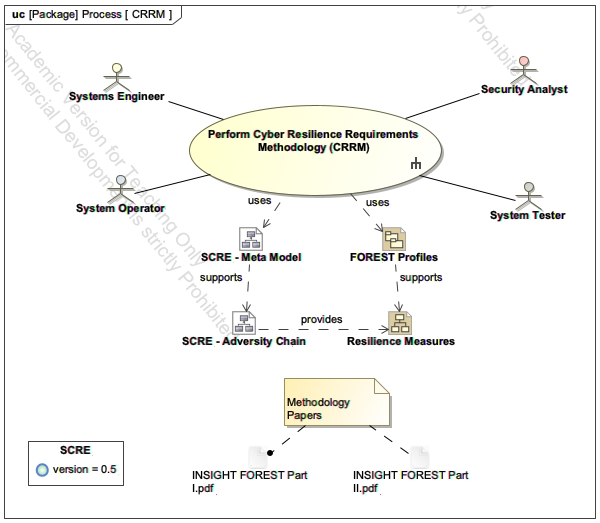 uc [Package] Process [ CRRM ]
Academic Version for Teaching Only
Commercial Development is strictly Prohibited
y Prohibited
Systems Engineer
Security Analyst
Perform Cyber Resilience Requirements
Methodology (CRRM)
System Operator
System Tester
uses
uses
SCRE - Meta Model
FOREST Profiles
supports
supports
provides
SCRE - Adversity Chain
Resilience Measures
Methodology
Papers
SCRE
version = 0.5
INSIGHT FOREST Part
I.pdf
INSIGHT FOREST Part
II.pdf